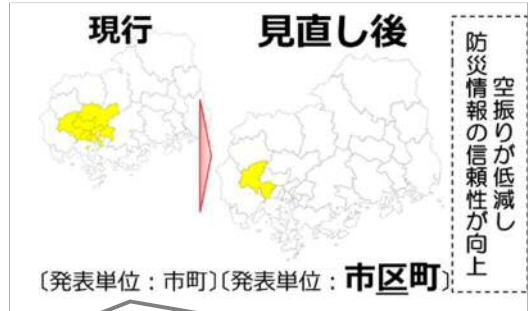 現行
見直し後
空振りが低減し
防災情報の信頼性が向上
〔発表単位:市町〕
〔発表単位:市区町〕